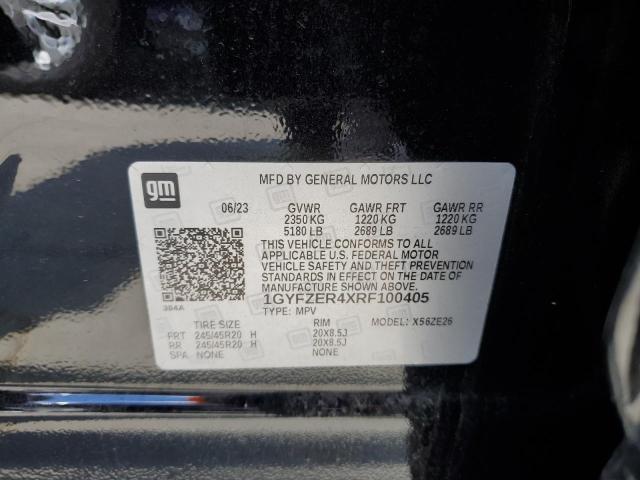 gm
MFD BY GENERAL MOTORS LLC
06/23 GVWR GAWR FRT GAWR RR
2350 KG 1220 KG 1220 KG
5180 LB 2689 LB 2689 LB
THIS VEHICLE CONFORMS TO ALL
APPLICABLE U.S. FEDERAL MOTOR
VEHICLE SAFETY AND THEFT PREVENTION
STANDARDS IN EFFECT ON THE DATE OF
MANUFACTURE SHOWN ABOVE.
1GYFZER4XRF100405
384A
TYPE: MPV
TIRE SIZE RIM MODEL: X56ZE26
FRT 245/45R20 H 20X8.5J
RR 245/45R20 H 20X8.5J
SPA NONE NONE